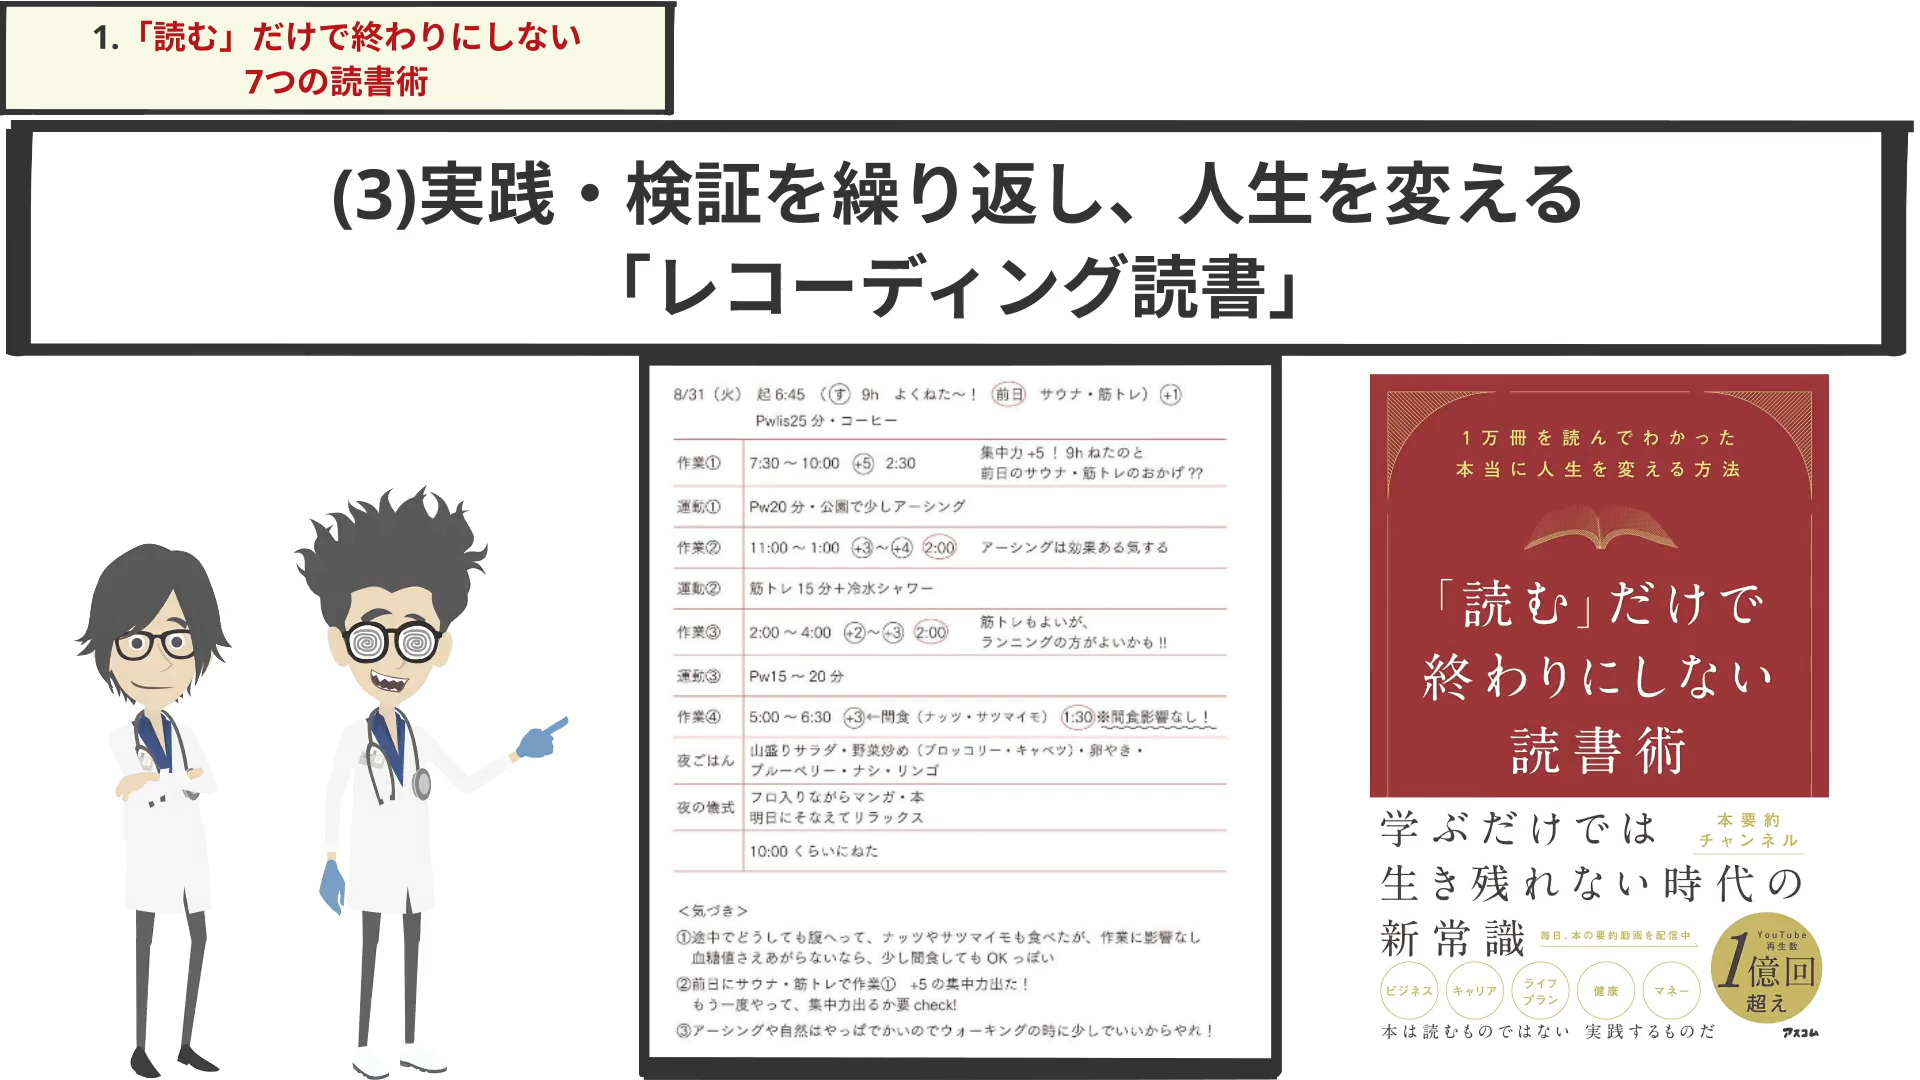 1.「読む」だけで終わりにしない
7つの読書術
(3)実践・検証を繰り返し、人生を変える
「レコーディング読書」
8/31（火） 起 6:45 （す 9h よくねた〜！ 前日 サウナ・筋トレ） +1
Pwlis25 分・コーヒー
作業① 7:30 〜 10:00 +5 2:30 集中力 +5 ！ 9h ねたのと
前日のサウナ・筋トレのおかげ??
運動① Pw20 分・公園で少しアーシング
作業② 11:00 〜 1:00 +3〜+4 2:00 アーシングは効果ある気する
運動② 筋トレ 15 分＋冷水シャワー
作業③ 2:00 〜 4:00 +2〜+3 2:00 筋トレもよいが、
ランニングの方がよいかも !!
運動③ Pw15 〜 20 分
作業④ 5:00 〜 6:30 +3←間食（ナッツ・サツマイモ） 1:30 ※間食影響なし！
夜ごはん 山盛りサラダ・野菜炒め（ブロッコリー・キャベツ）・卵やき・
ブルーベリー・ナシ・リンゴ
夜の儀式 フロ入りながらマンガ・本
明日にそなえてリラックス
10:00 くらいにねた
＜気づき＞
①途中でどうしても腹へって、ナッツやサツマイモも食べたが、作業に影響なし
血糖値さえあがらないなら、少し間食しても OK っぽい
②前日にサウナ・筋トレで作業① +5 の集中力出た！
もう一度やって、集中力出るか要 check!
③アーシングや自然はやっぱでかいのでウォーキングの時に少しでいいからやれ！
1万冊を読んでわかった
本当に人生を変える方法
「読む」だけで
終わりにしない
読書術
学ぶだけでは
生き残れない時代の
新常識
本要約
チャンネル
毎日、本の要約動画を配信中
YouTube
再生数
1億回
超え
ビジネス
キャリア
ライフ
プラン
健康
マネー
本は読むものではない 実践するものだ
アスコム